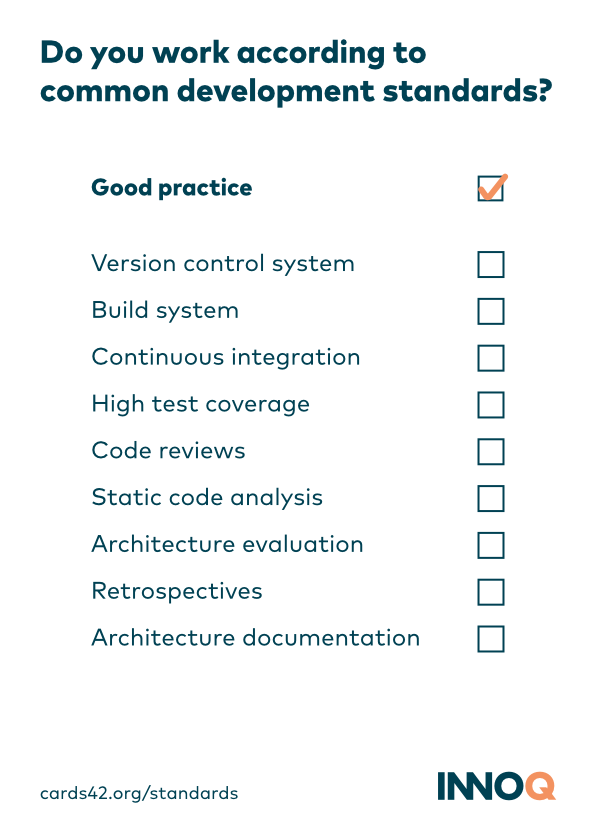 Do you work according to
common development standards?
Good practice
Version control system
Build system
Continuous integration
High test coverage
Code reviews
Static code analysis
Architecture evaluation
Retrospectives
Architecture documentation
cards42.org/standards
INNOQ